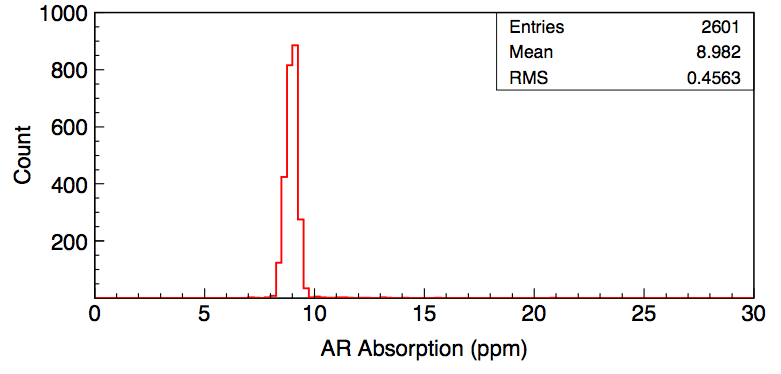 1000
800
600
400
200
Count
Entries 2601
Mean 8.982
RMS 0.4563
0 5 10 15 20 25 30
AR Absorption (ppm)